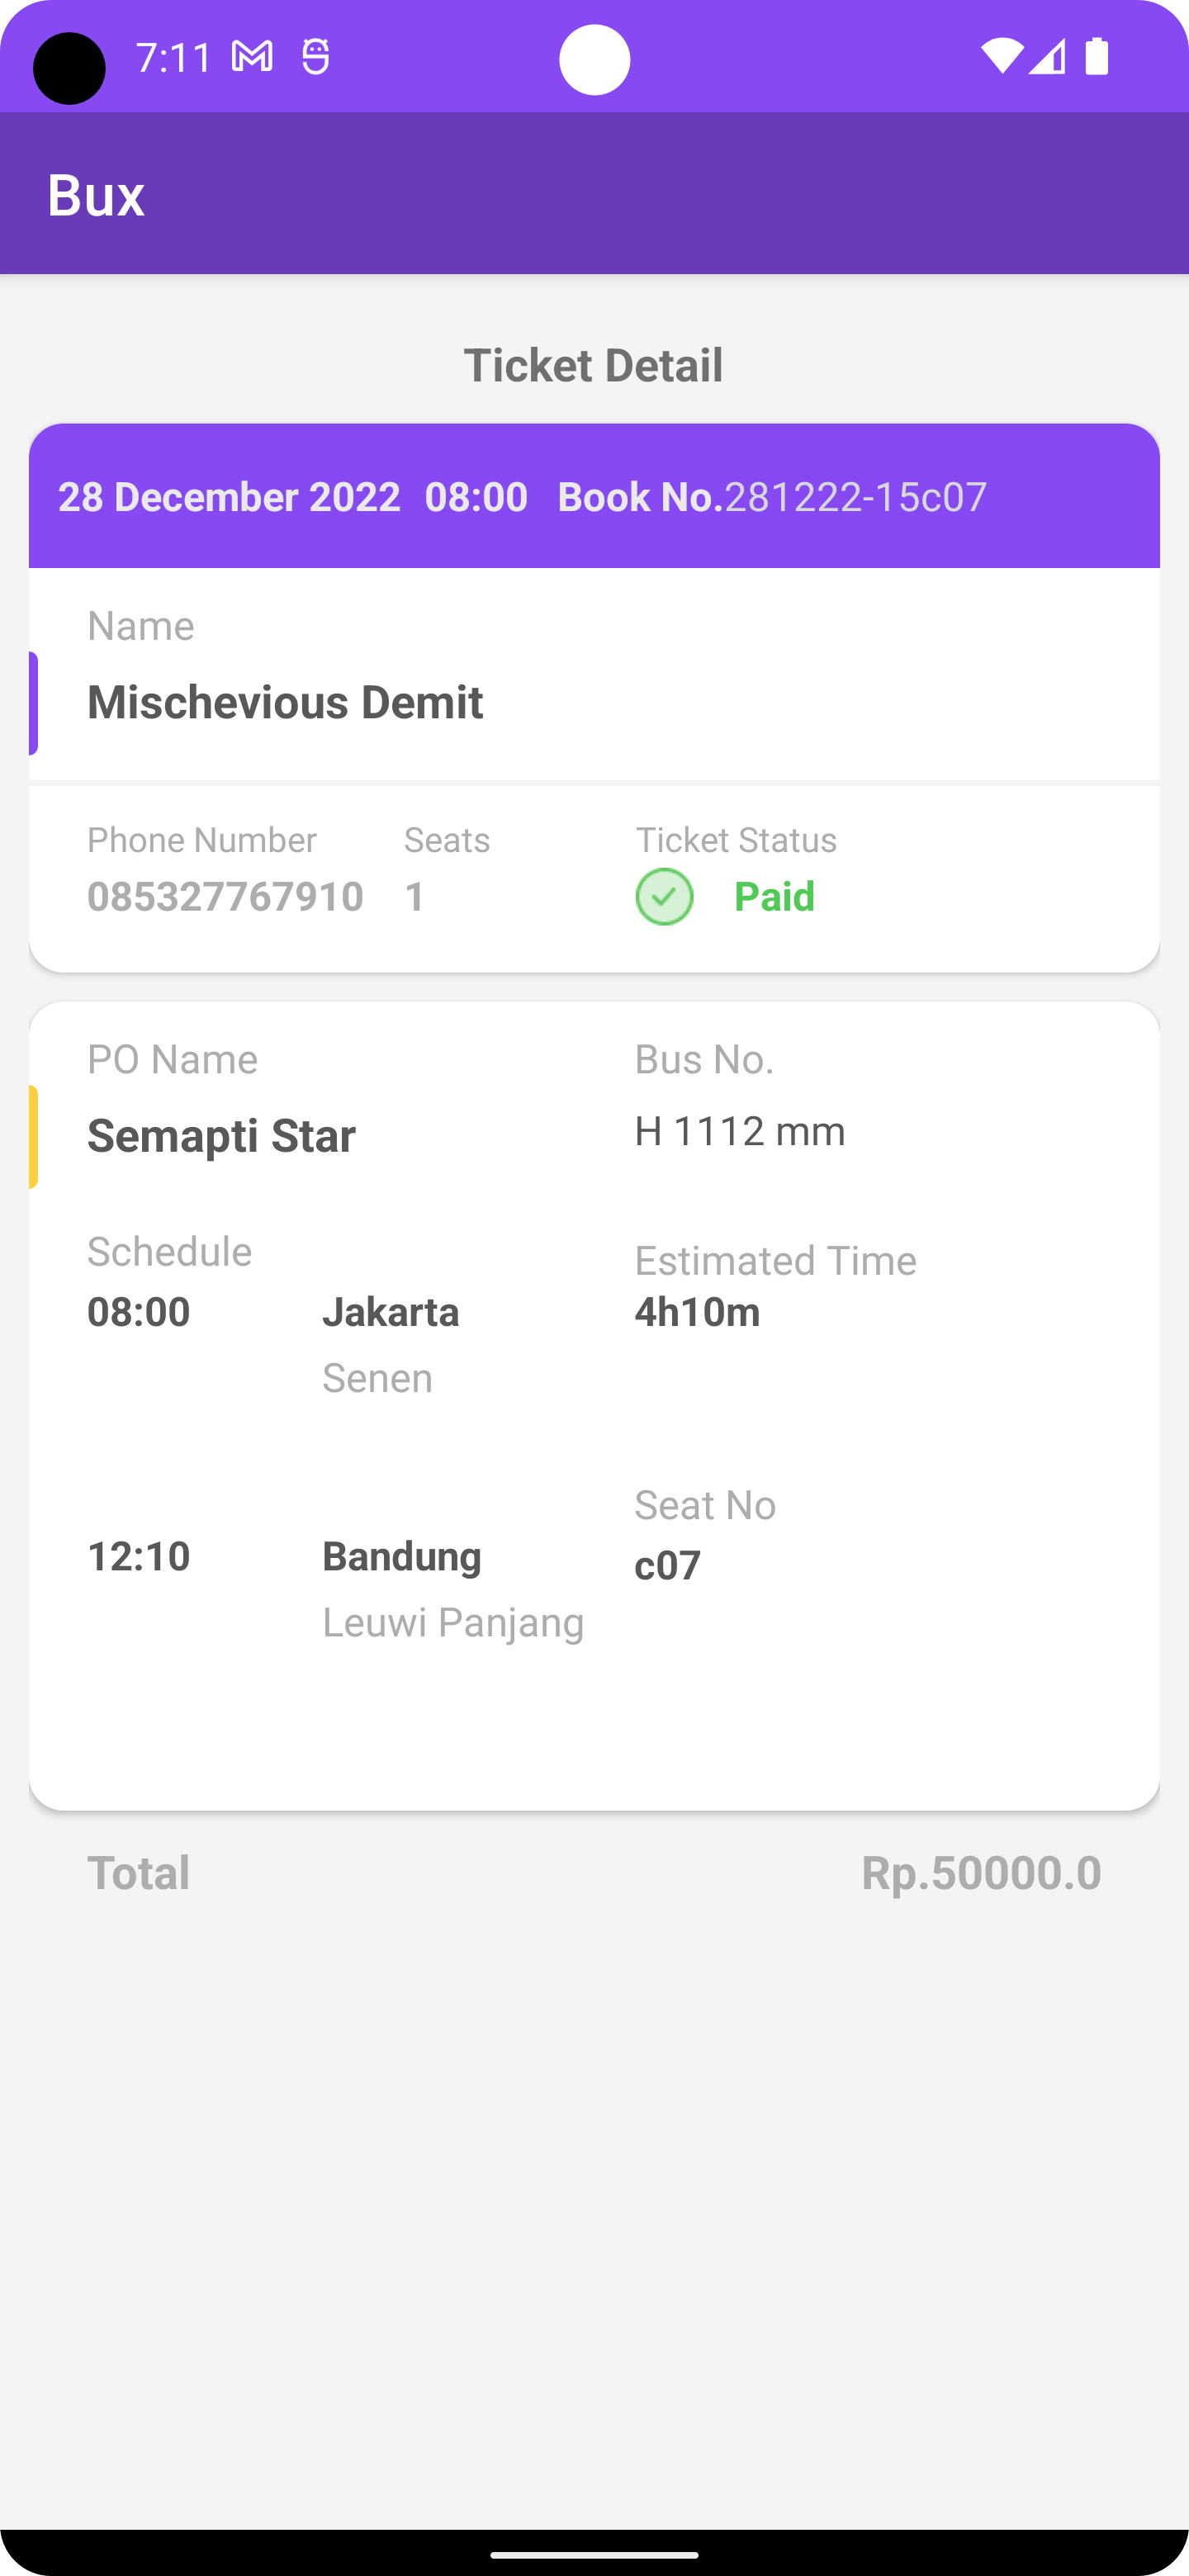 7:11
Bux
Ticket Detail
28 December 2022 08:00 Book No.281222-15c07
Name
Mischevious Demit
Phone Number Seats Ticket Status
085327767910 1 Paid
PO Name Bus No.
Semapti Star H 1112 mm
Schedule Estimated Time
08:00 Jakarta 4h10m
Senen
Seat No
12:10 Bandung c07
Leuwi Panjang
Total Rp.50000.0